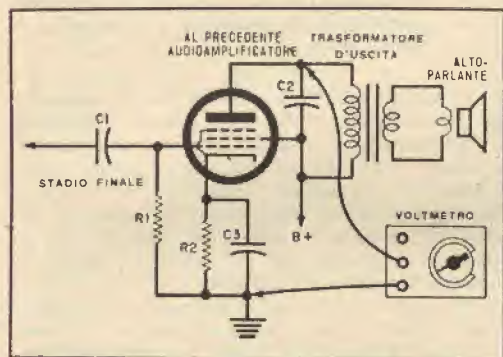 AL PRECEDENTE
AUDIOAMPLIFICATORE
TRASFORMATORE
D'USCITA
ALTO-
PARLANTE
C1
C2
STADIO FINALE
VOLTMETRO
R1
R2
C3
B+